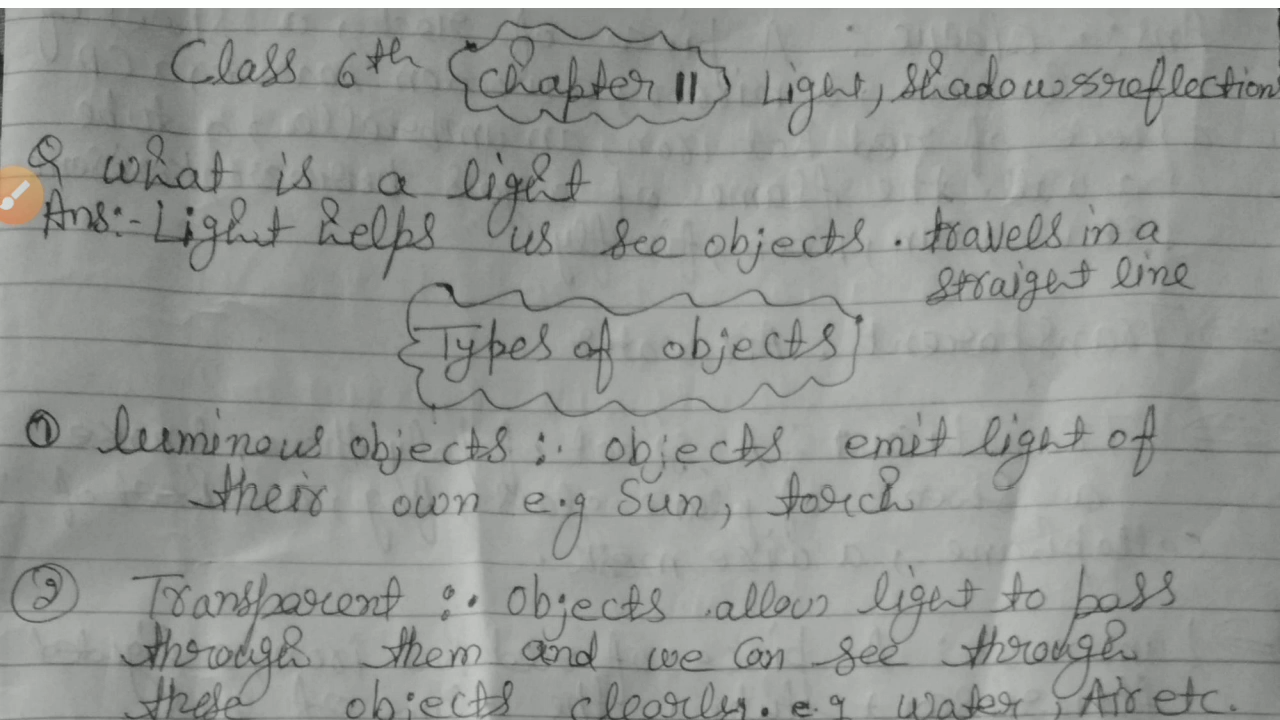 Class 6th Chapter 11 Light, Shadows & reflection
Q what is a light
Ans:- Light helps us see objects. travels in a
straight line
Types of objects
① luminous objects :- objects emit light of
their own e.g Sun, torch
② Transparent :- Objects allow light to pass
through them and we can see through
these objects clearly. e.g water, Air etc.